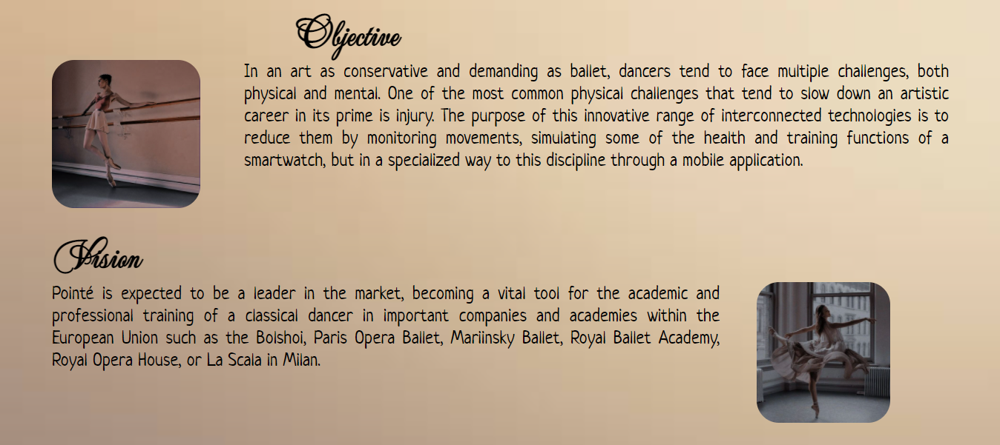 Objective
In an art as conservative and demanding as ballet, dancers tend to face multiple challenges, both
physical and mental. One of the most common physical challenges that tend to slow down an artistic
career in its prime is injury. The purpose of this innovative range of interconnected technologies is to
reduce them by monitoring movements, simulating some of the health and training functions of a
smartwatch, but in a specialized way to this discipline through a mobile application.
Vision
Pointé is expected to be a leader in the market, becoming a vital tool for the academic and
professional training of a classical dancer in important companies and academies within the
European Union such as the Bolshoi, Paris Opera Ballet, Mariinsky Ballet, Royal Ballet Academy,
Royal Opera House, or La Scala in Milan.